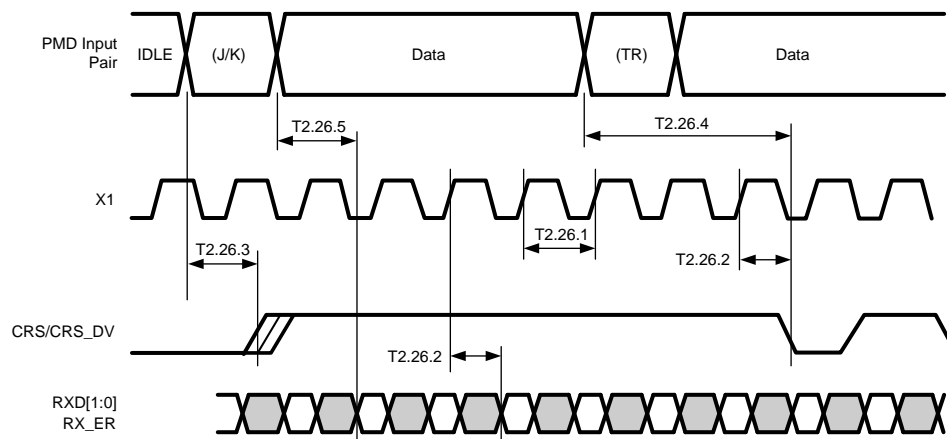 PMD Input
Pair
IDLE
(J/K)
Data
(TR)
Data
T2.26.5
T2.26.4
X1
T2.26.3
T2.26.1
T2.26.2
CRS/CRS_DV
T2.26.2
RXD[1:0]
RX_ER